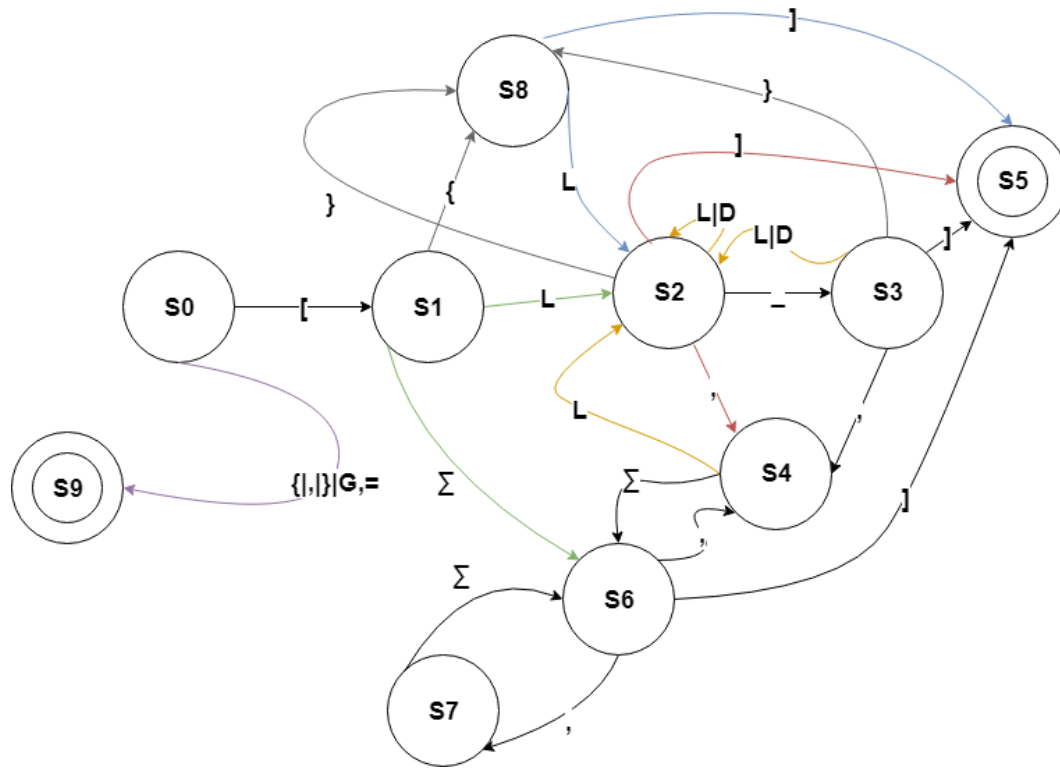 ]
S8
}
{
L
]
S5
}
L|D
L|D
]
S0
[
S1
L
S2
_
S3
L
,
,
S9
{|,|}|G,=
Σ
Σ
S4
,
]
Σ
S6
S7
,